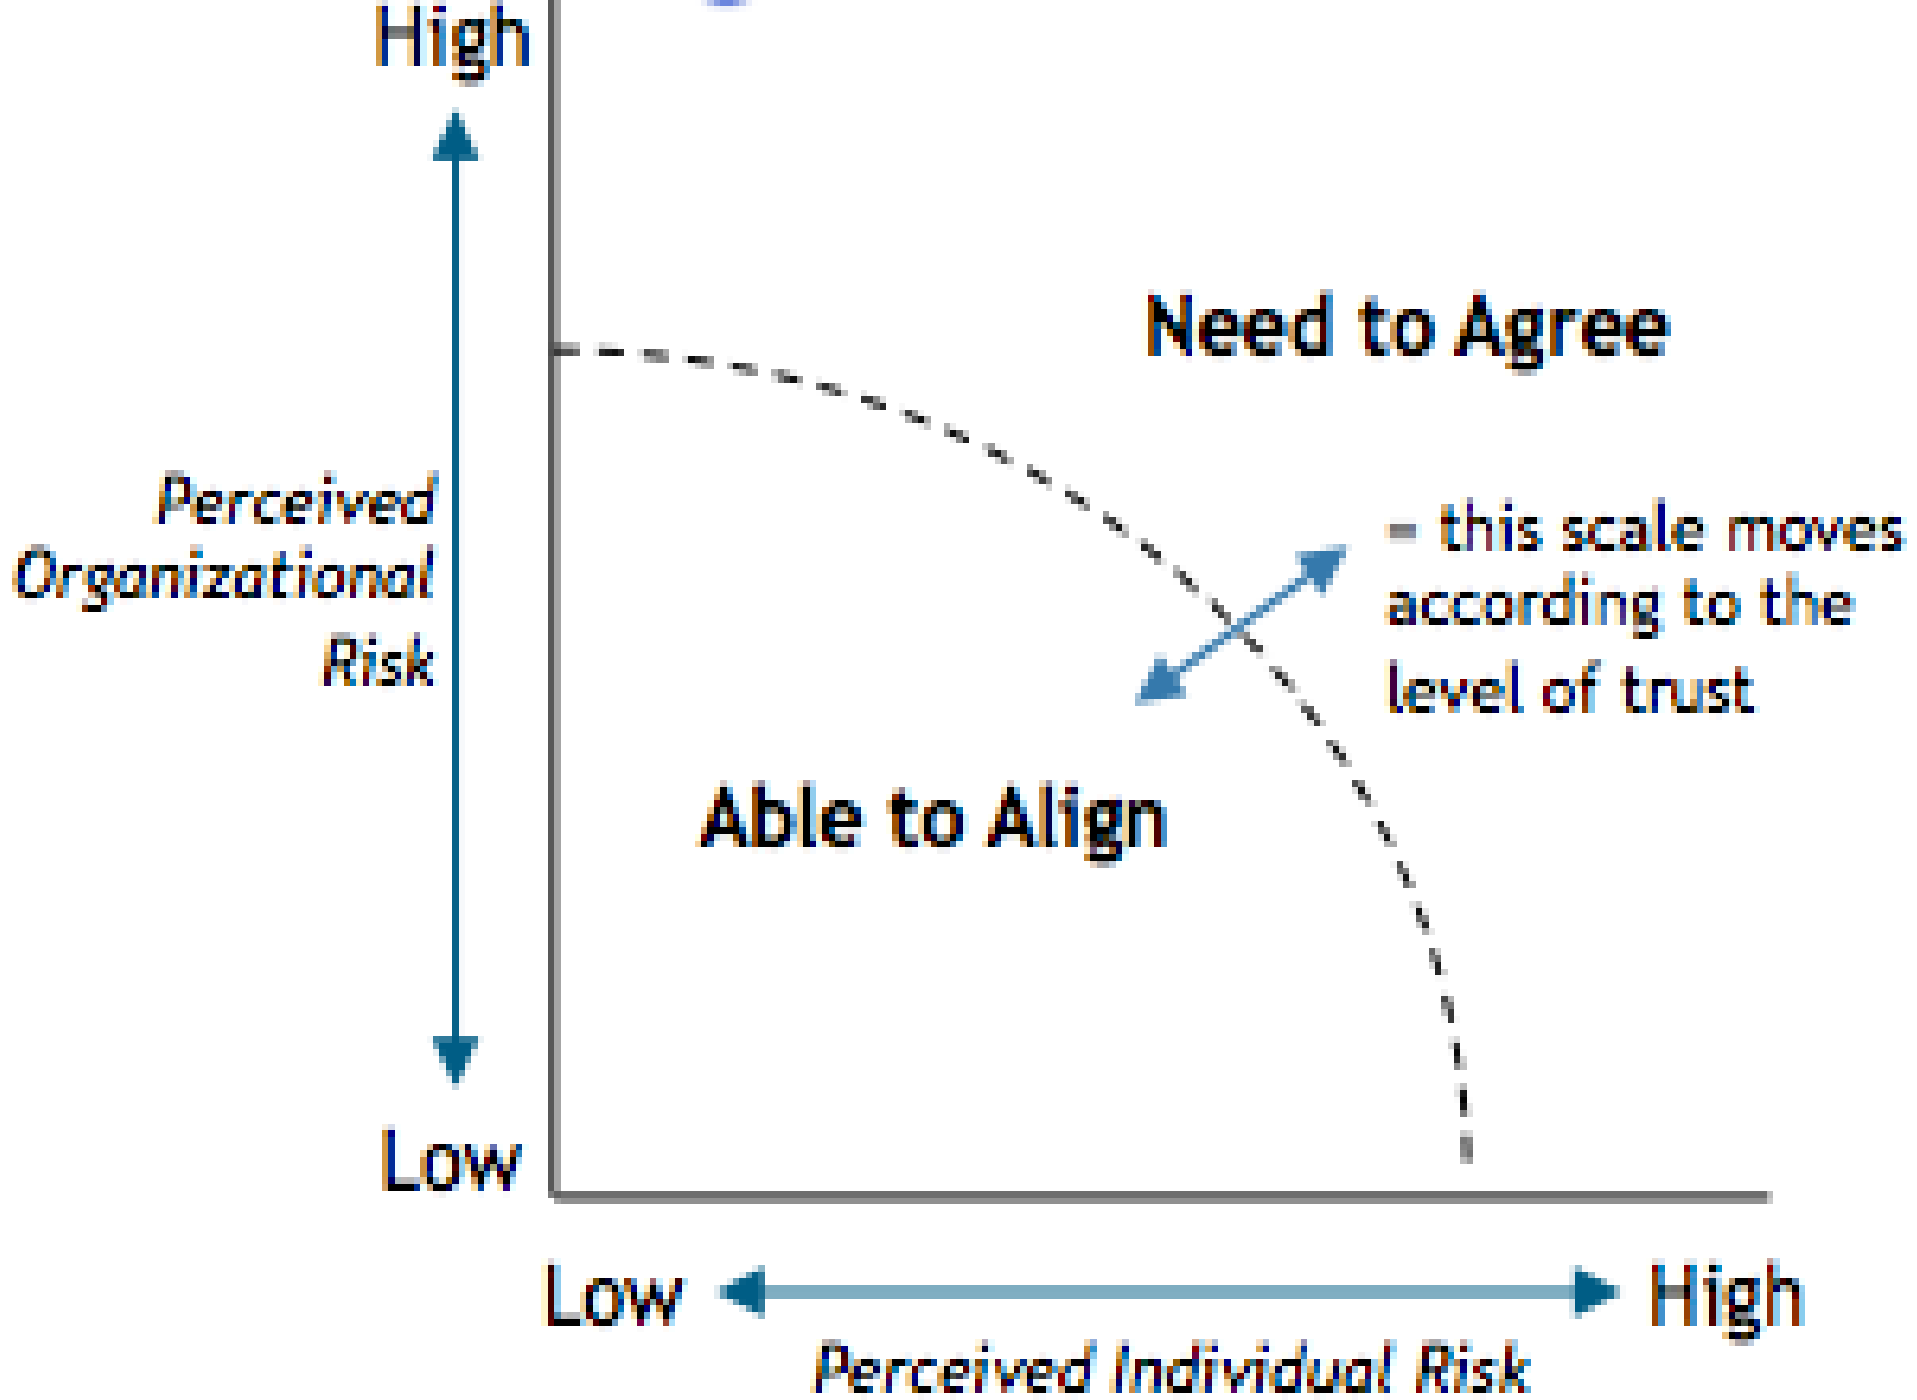 High
Need to Agree
Perceived
Organizational
Risk
- this scale moves
according to the
level of trust
Able to Align
Low
Low
High
Perceived Individual Risk